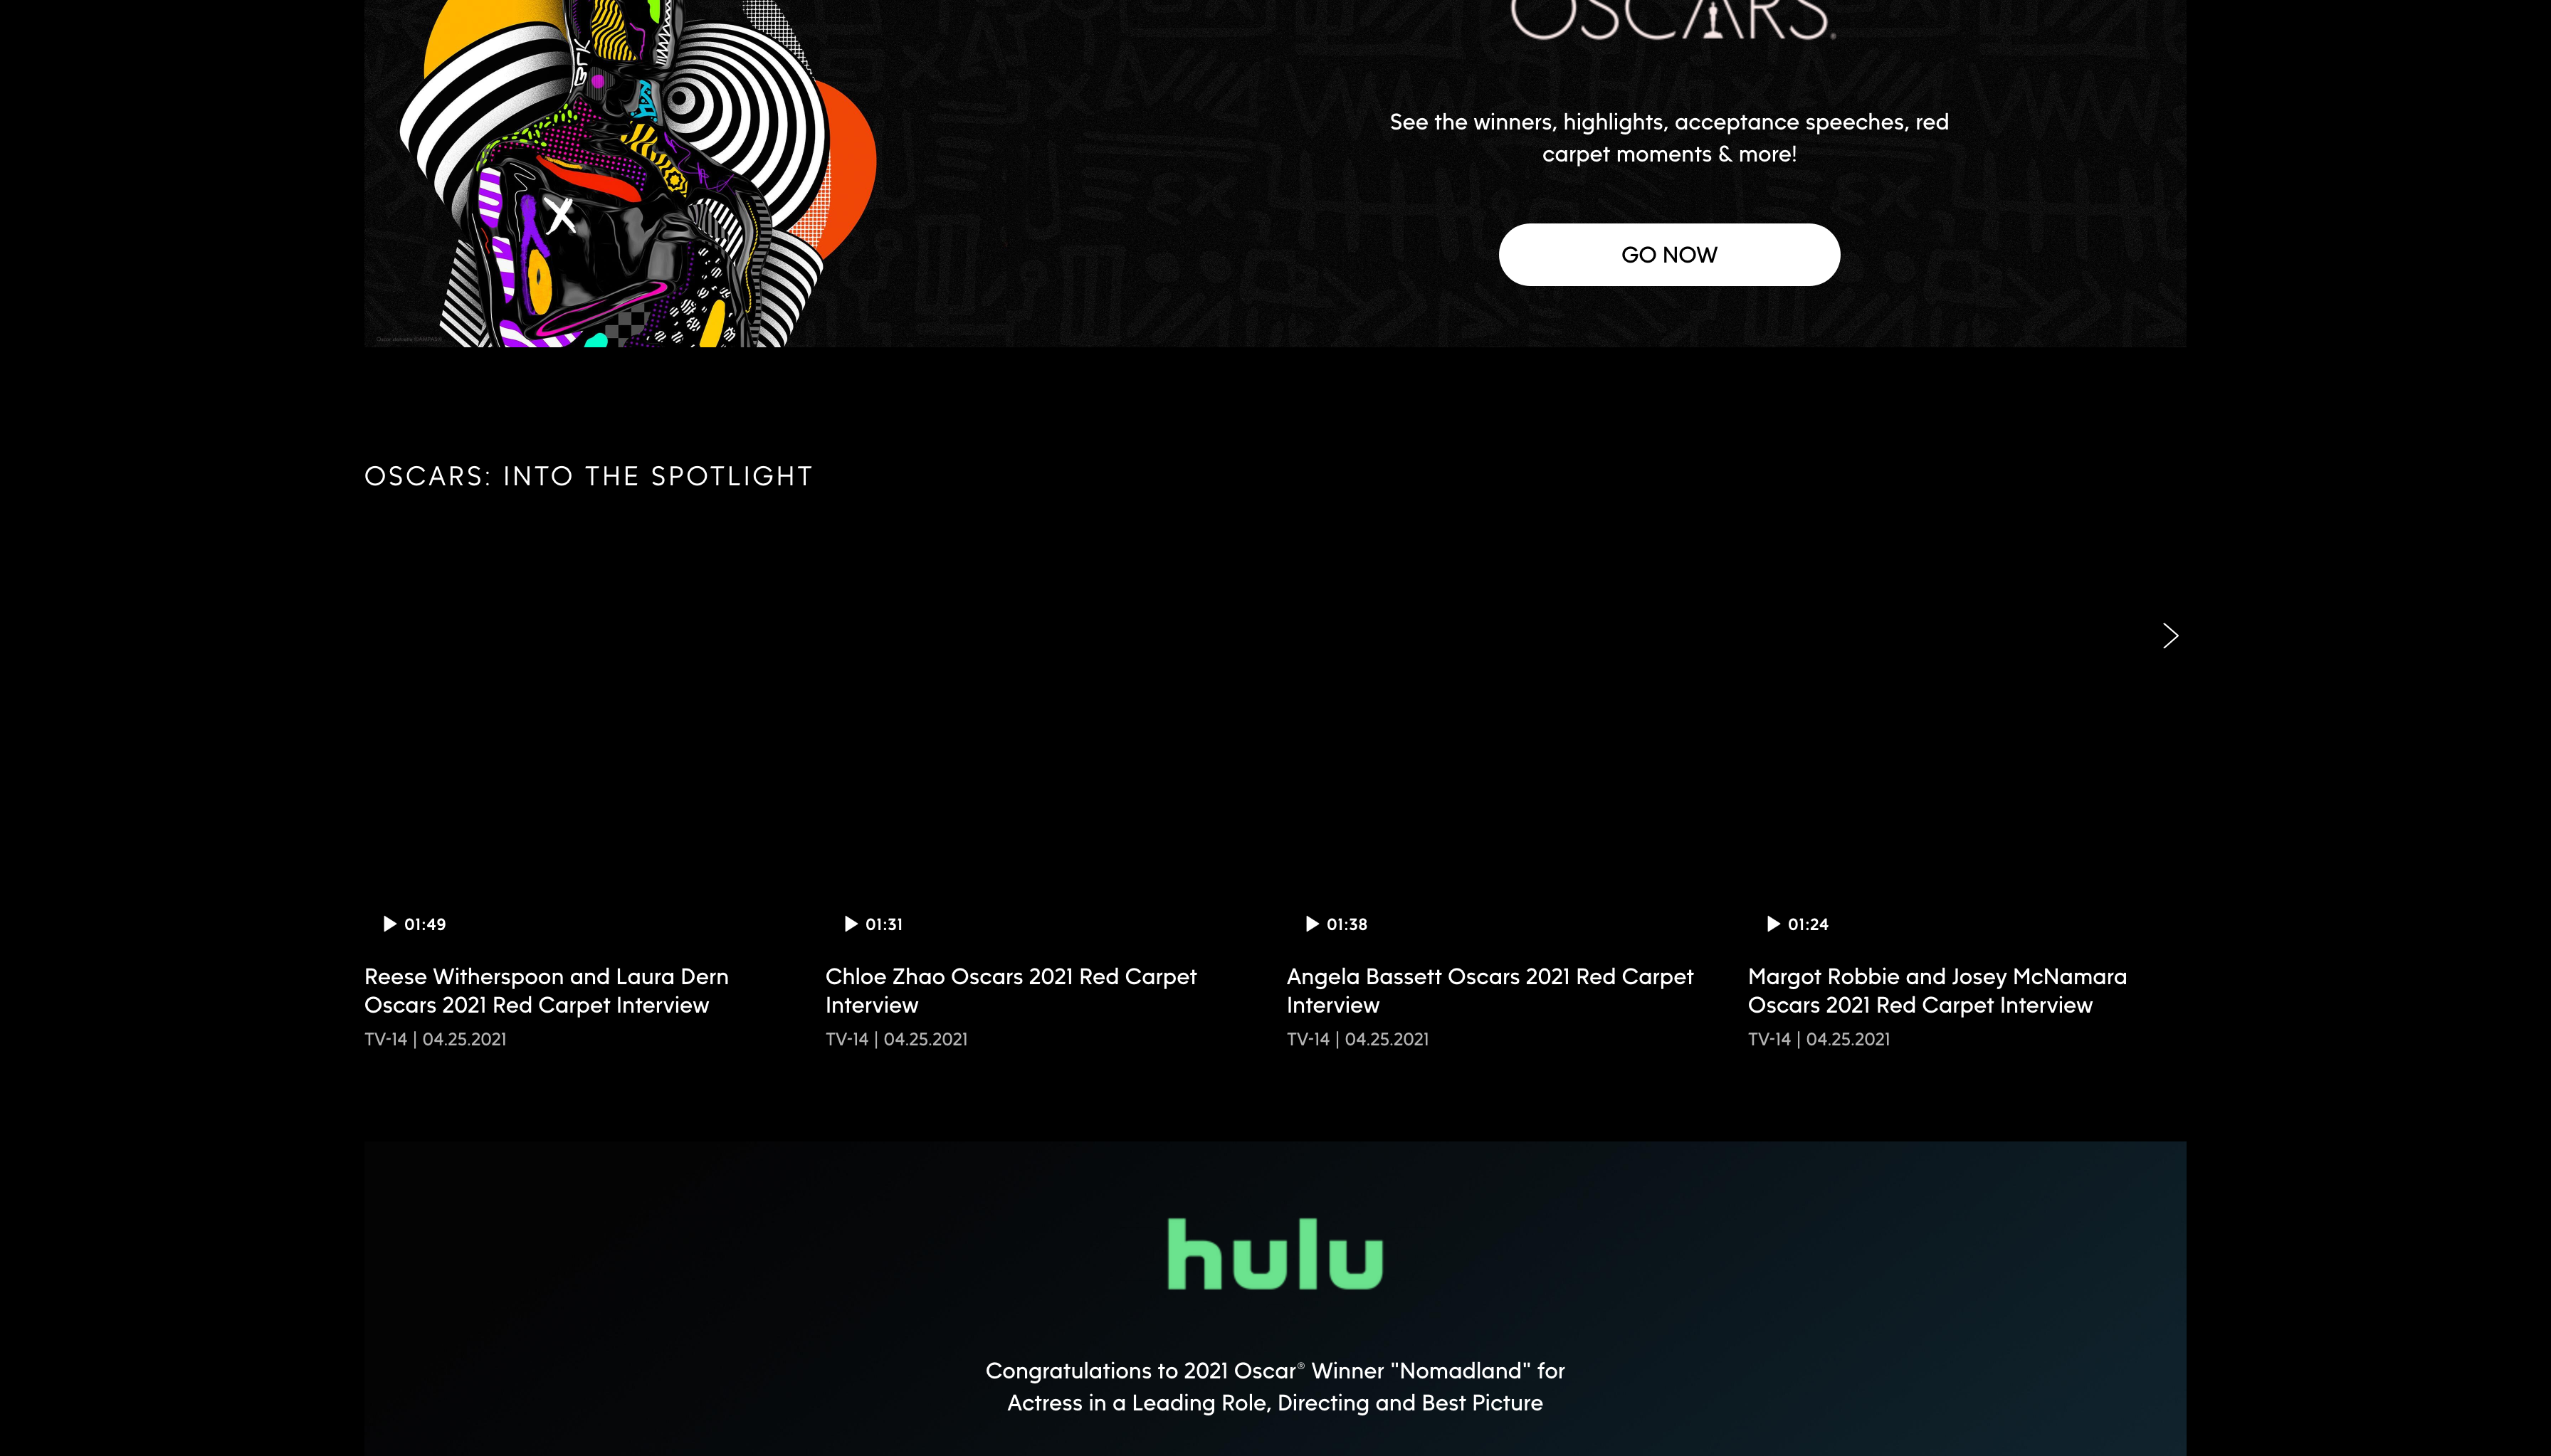 OSCARS®
See the winners, highlights, acceptance speeches, red
carpet moments & more!
GO NOW
OSCARS: INTO THE SPOTLIGHT
01:49
Reese Witherspoon and Laura Dern
Oscars 2021 Red Carpet Interview
TV-14 | 04.25.2021
01:31
Chloe Zhao Oscars 2021 Red Carpet
Interview
TV-14 | 04.25.2021
01:38
Angela Bassett Oscars 2021 Red Carpet
Interview
TV-14 | 04.25.2021
01:24
Margot Robbie and Josey McNamara
Oscars 2021 Red Carpet Interview
TV-14 | 04.25.2021
hulu
Congratulations to 2021 Oscar® Winner "Nomadland" for
Actress in a Leading Role, Directing and Best Picture